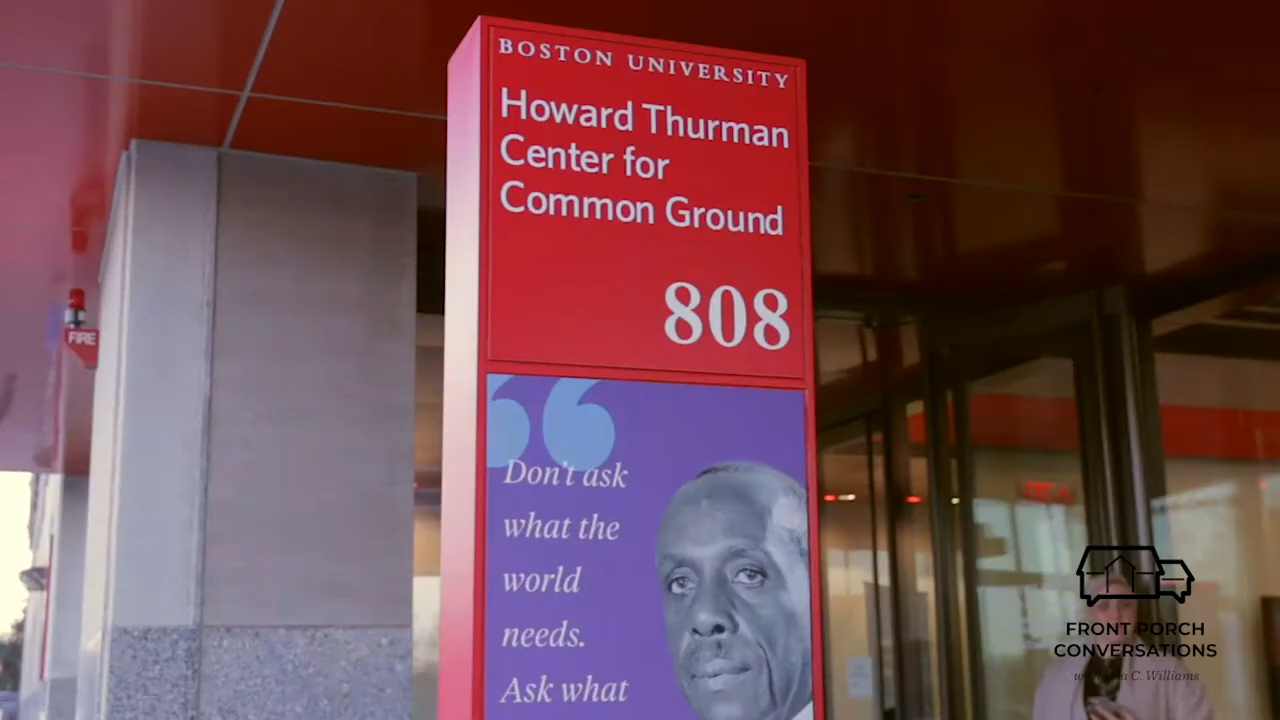 BOSTON UNIVERSITY
Howard Thurman
Center for
Common Ground
808
FIRE
“
Don't ask
what the
world
needs.
Ask what
FRONT PORCH
CONVERSATIONS
C. Williams